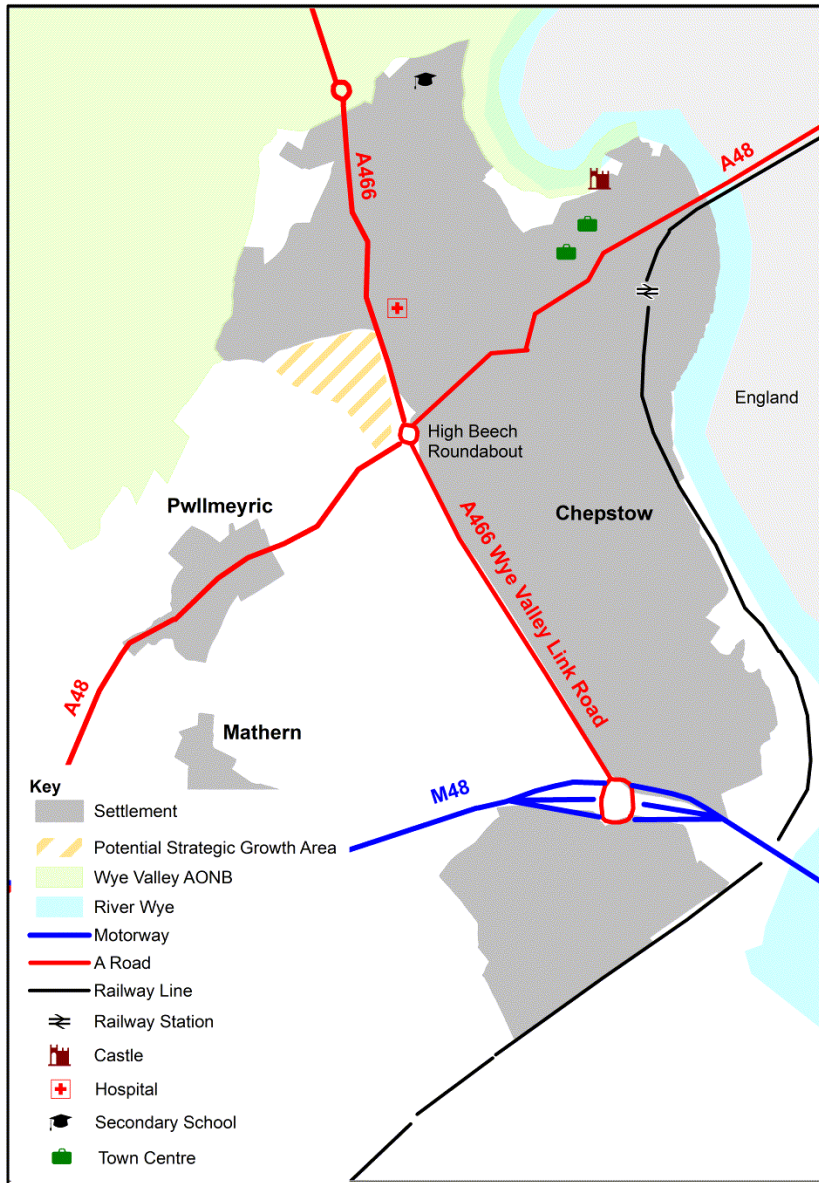 A466
A48
England
High Beech
Roundabout
Pwllmeyric
Chepstow
A466 Wye Valley Link Road
A48
Mathern
M48
Key
Settlement
Potential Strategic Growth Area
Wye Valley AONB
River Wye
Motorway
A Road
Railway Line
Railway Station
Castle
Hospital
Secondary School
Town Centre